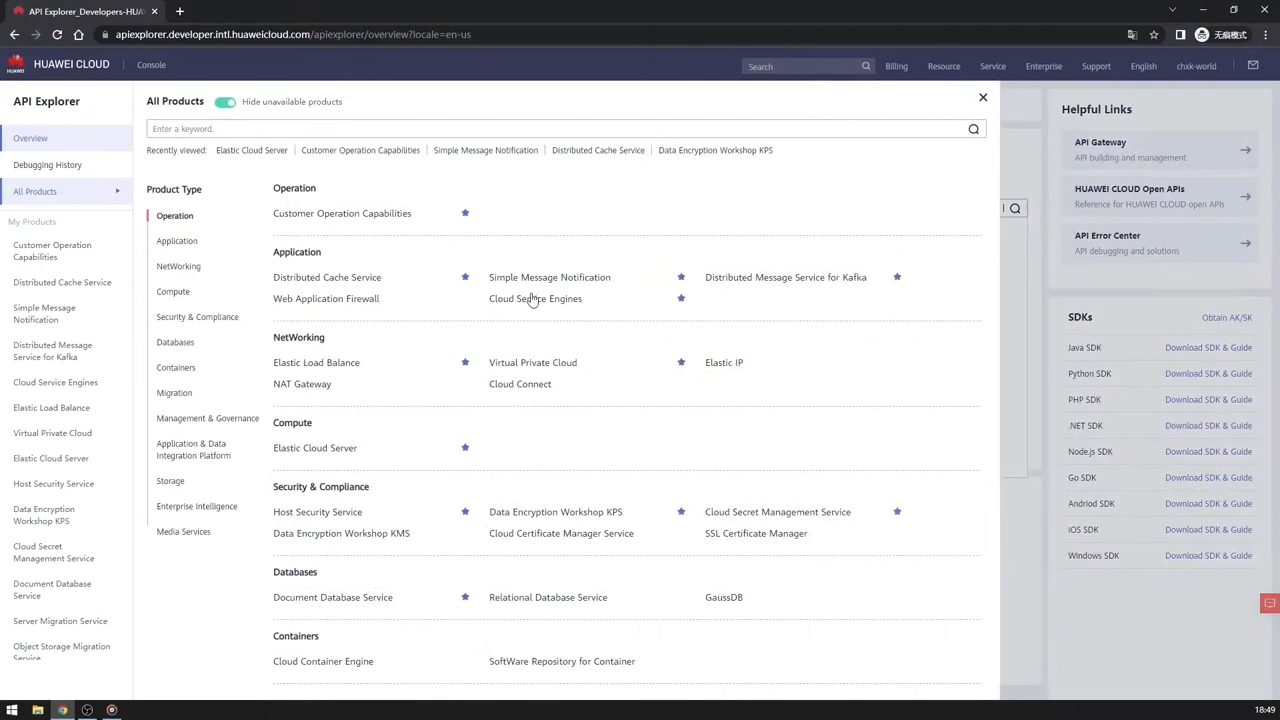 API Explorer_Developers-HUA
apiexplorer.developer.intl.huaweicloud.com/apiexplorer/overview?locale=en-us
无痕模式
HUAWEI CLOUD
Console
Search
Billing
Resource
Service
Enterprise
Support
English
chxk-world
API Explorer
Overview
Debugging History
All Products
My Products
Customer Operation
Capabilities
Distributed Cache Service
Simple Message
Notification
Distributed Message
Service for Kafka
Cloud Service Engines
Elastic Load Balance
Virtual Private Cloud
Elastic Cloud Server
Host Security Service
Data Encryption
Workshop KPS
Cloud Secret
Management Service
Document Database
Service
Server Migration Service
Object Storage Migration
Service
All Products
Hide unavailable products
Enter a keyword.
Recently viewed: Elastic Cloud Server | Customer Operation Capabilities | Simple Message Notification | Distributed Cache Service | Data Encryption Workshop KPS
Product Type
Operation
Application
NetWorking
Compute
Security & Compliance
Databases
Containers
Migration
Management & Governance
Application & Data
Integration Platform
Storage
Enterprise Intelligence
Media Services
Operation
Customer Operation Capabilities
Application
Distributed Cache Service Simple Message Notification Distributed Message Service for Kafka
Web Application Firewall Cloud Service Engines
NetWorking
Elastic Load Balance Virtual Private Cloud Elastic IP
NAT Gateway Cloud Connect
Compute
Elastic Cloud Server
Security & Compliance
Host Security Service Data Encryption Workshop KPS Cloud Secret Management Service
Data Encryption Workshop KMS Cloud Certificate Manager Service SSL Certificate Manager
Databases
Document Database Service Relational Database Service GaussDB
Containers
Cloud Container Engine SoftWare Repository for Container
Helpful Links
API Gateway
API building and management
HUAWEI CLOUD Open APIs
Reference for HUAWEI CLOUD open APIs
API Error Center
API debugging and solutions
SDKs Obtain AK/SK
Java SDK Download SDK & Guide
Python SDK Download SDK & Guide
PHP SDK Download SDK & Guide
.NET SDK Download SDK & Guide
Node.js SDK Download SDK & Guide
Go SDK Download SDK & Guide
Andriod SDK Download SDK & Guide
iOS SDK Download SDK & Guide
Windows SDK Download SDK & Guide
18:49